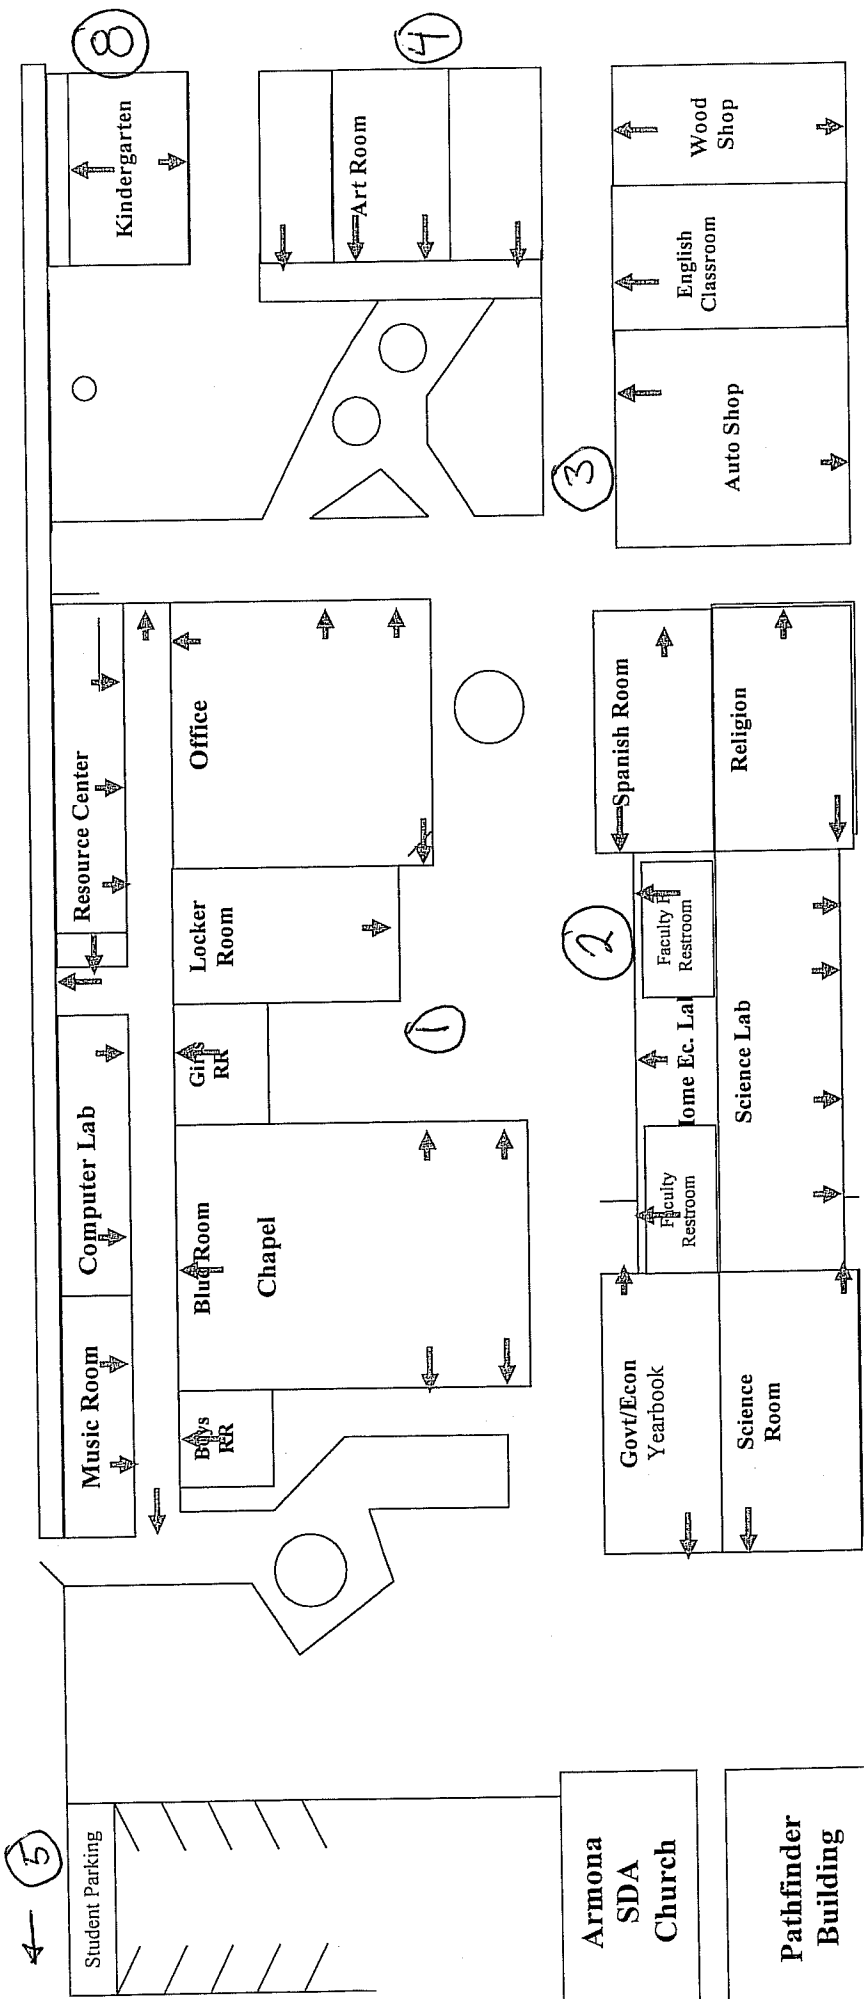 8
Kindergarten
4
Art Room
Wood
Shop
English
Classroom
Auto Shop
3
Resource Center
Office
Locker
Room
Girls
RR
1
Computer Lab
Blue Room
Chapel
Music Room
Boys
RR
Spanish Room
Religion
2
Faculty R
Restroom
Home Ec. Lab
Science Lab
Faculty
Restroom
Govt/Econ
Yearbook
Science
Room
5
Student Parking
Armona
SDA
Church
Pathfinder
Building